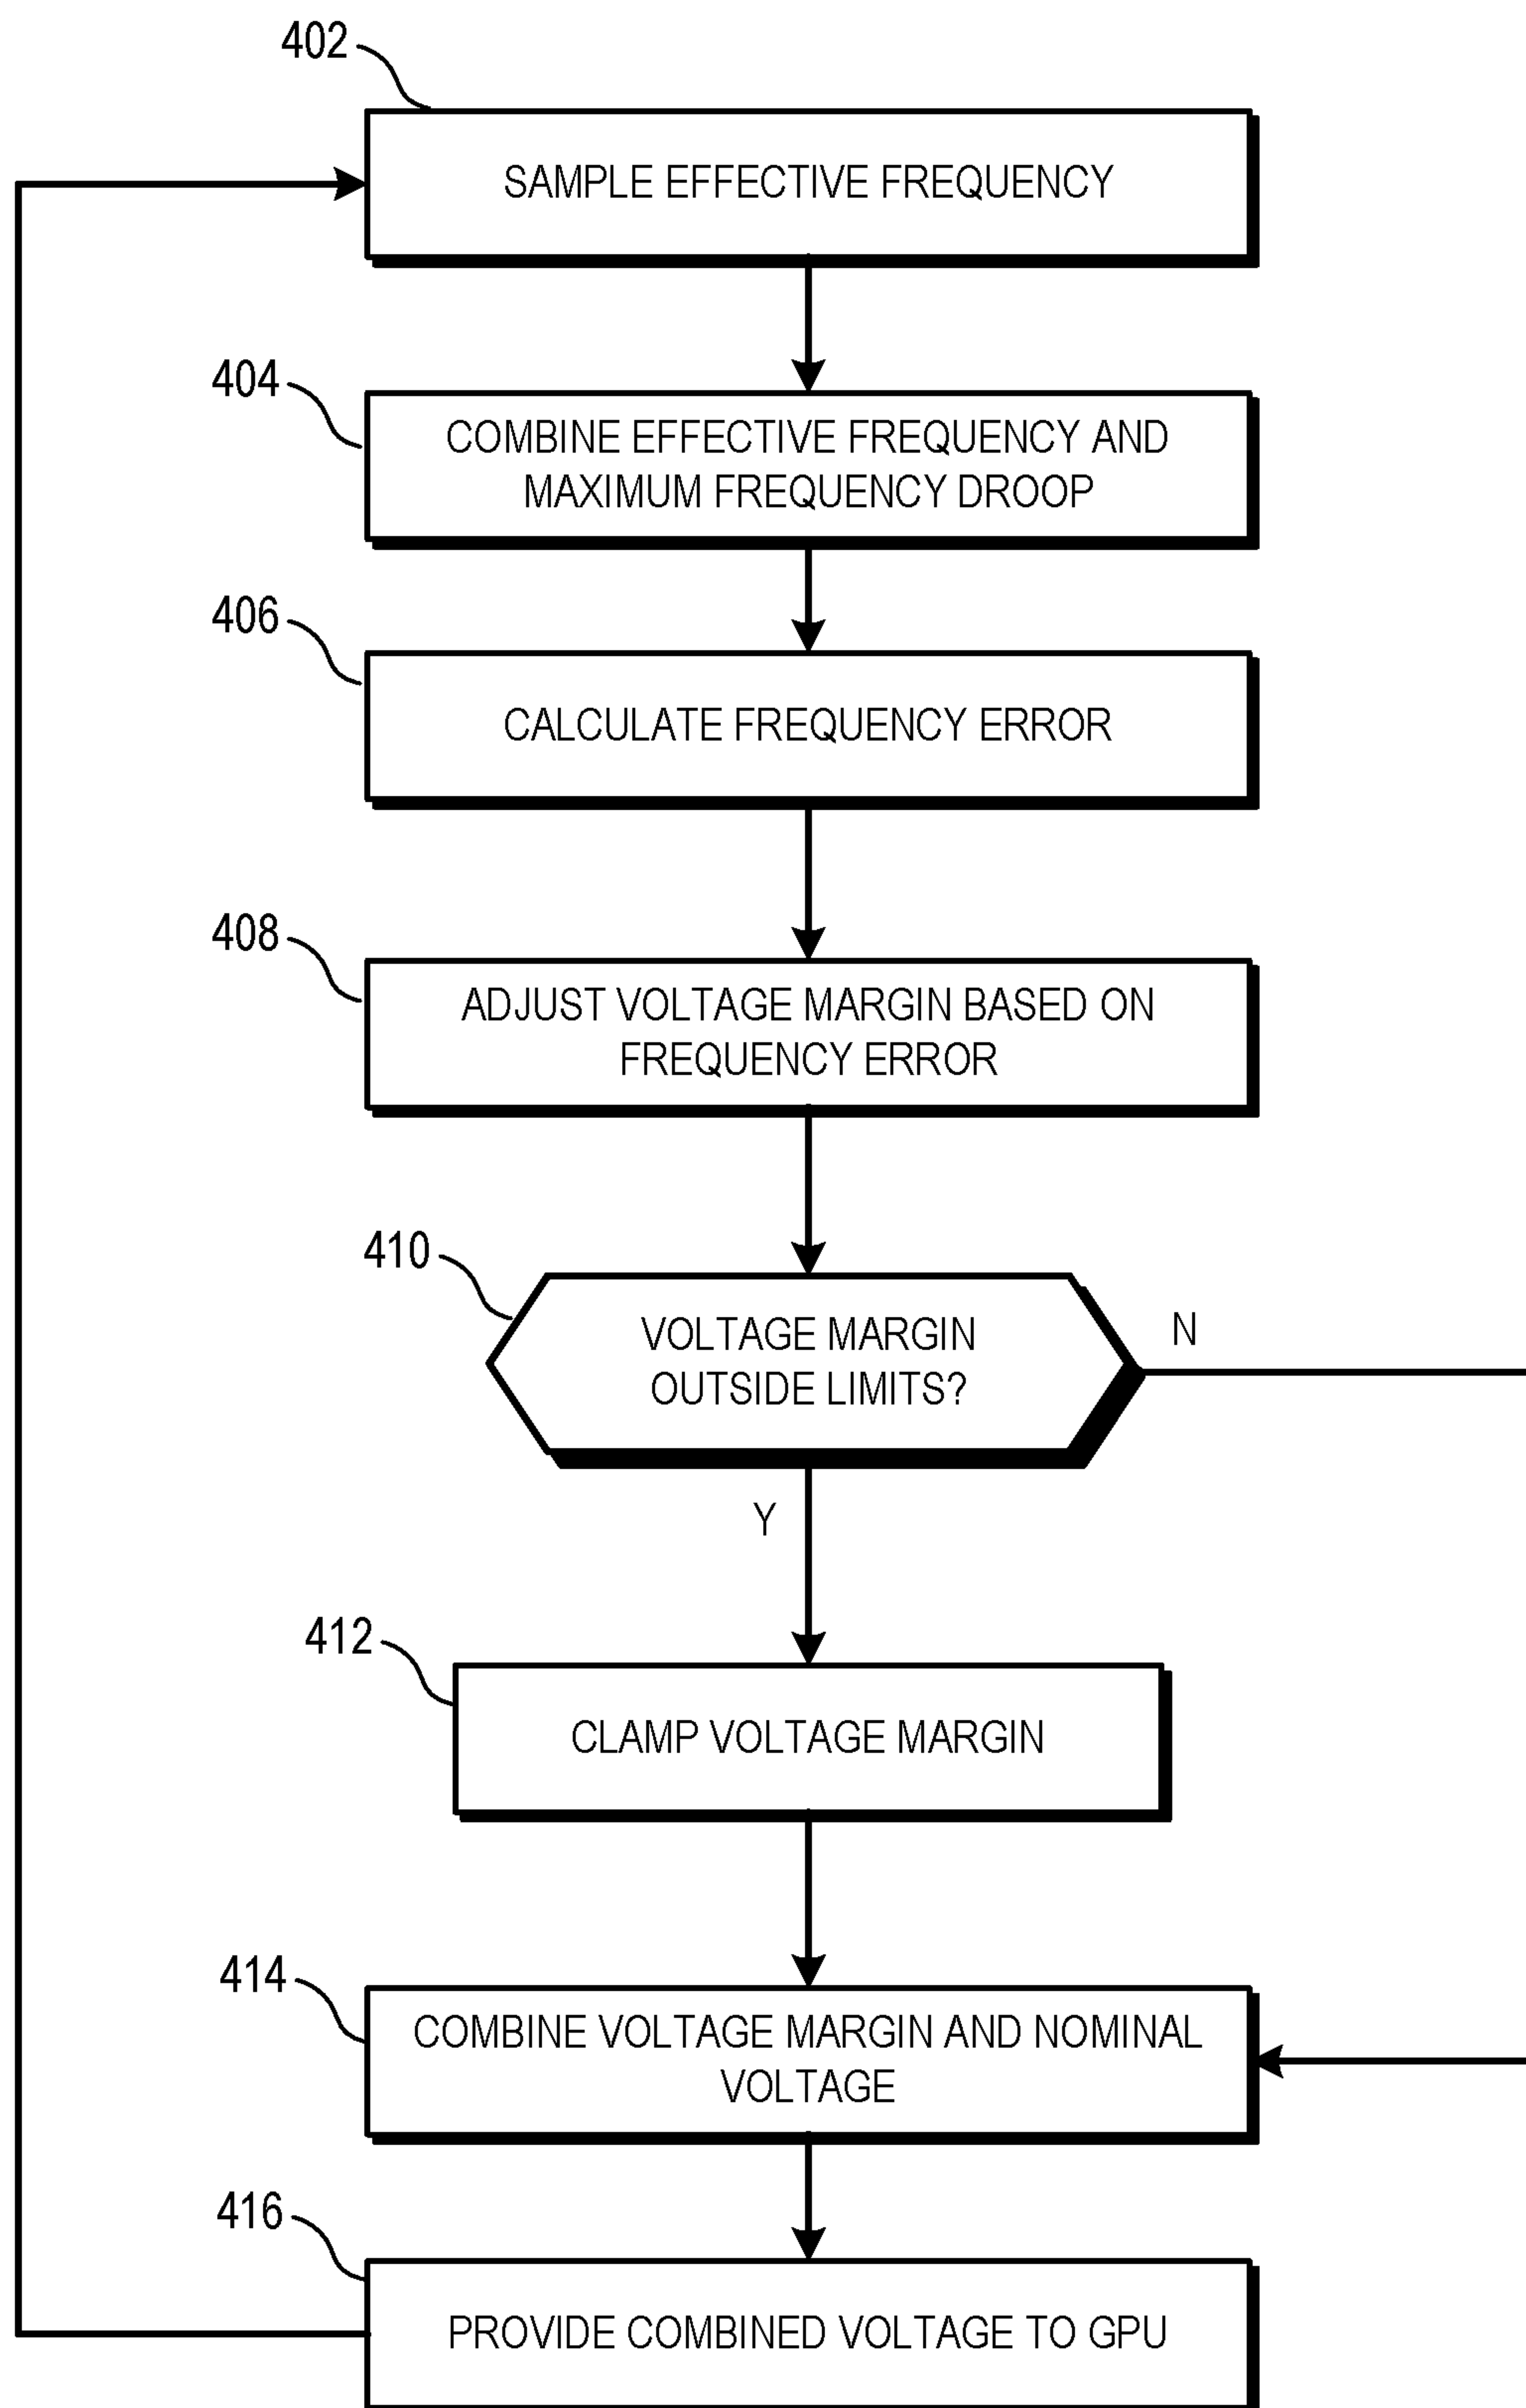 402
SAMPLE EFFECTIVE FREQUENCY
404
COMBINE EFFECTIVE FREQUENCY AND
MAXIMUM FREQUENCY DROOP
406
CALCULATE FREQUENCY ERROR
408
ADJUST VOLTAGE MARGIN BASED ON
FREQUENCY ERROR
410
VOLTAGE MARGIN
OUTSIDE LIMITS?
N
Y
412
CLAMP VOLTAGE MARGIN
414
COMBINE VOLTAGE MARGIN AND NOMINAL
VOLTAGE
416
PROVIDE COMBINED VOLTAGE TO GPU